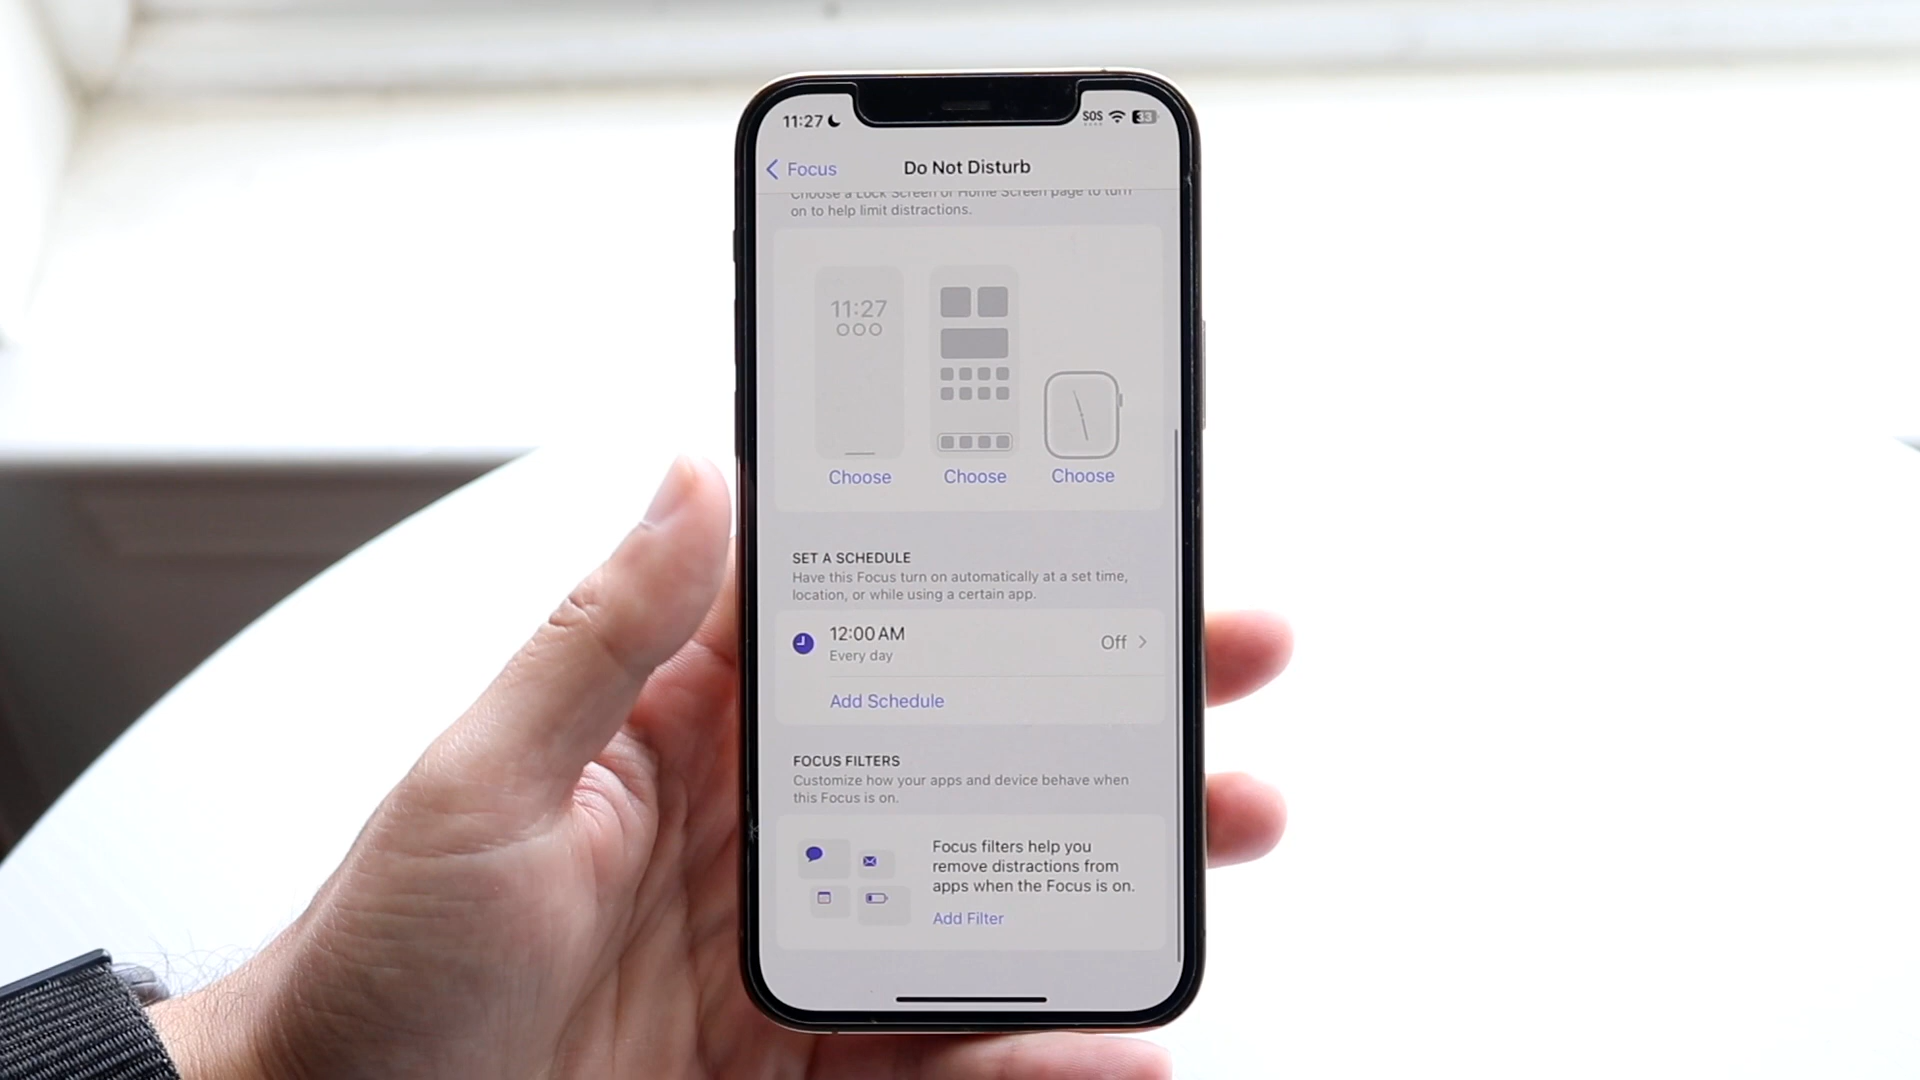 11:27
SOS
33
Focus
Do Not Disturb
Choose a Lock Screen or Home Screen page to turn
on to help limit distractions.
11:27
Choose
Choose
Choose
SET A SCHEDULE
Have this Focus turn on automatically at a set time,
location, or while using a certain app.
12:00 AM
Every day
Off
Add Schedule
FOCUS FILTERS
Customize how your apps and device behave when
this Focus is on.
Focus filters help you
remove distractions from
apps when the Focus is on.
Add Filter